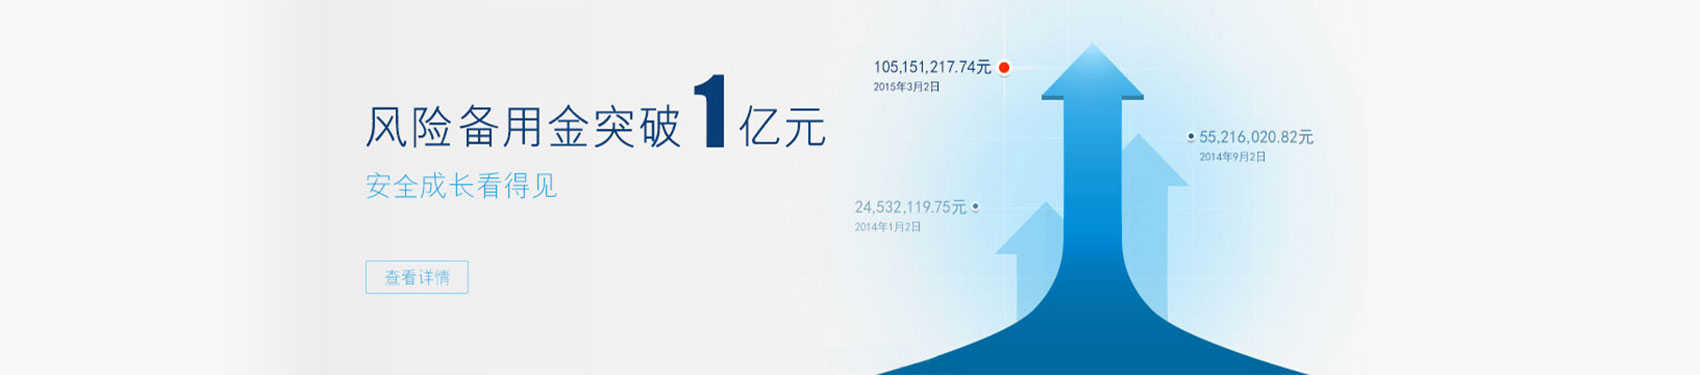 风险备用金突破1亿元
安全成长看得见
查看详情
105,151,217.74元
2015年3月2日
55,216,020.82元
2014年9月2日
24,532,119.75元
2014年1月2日